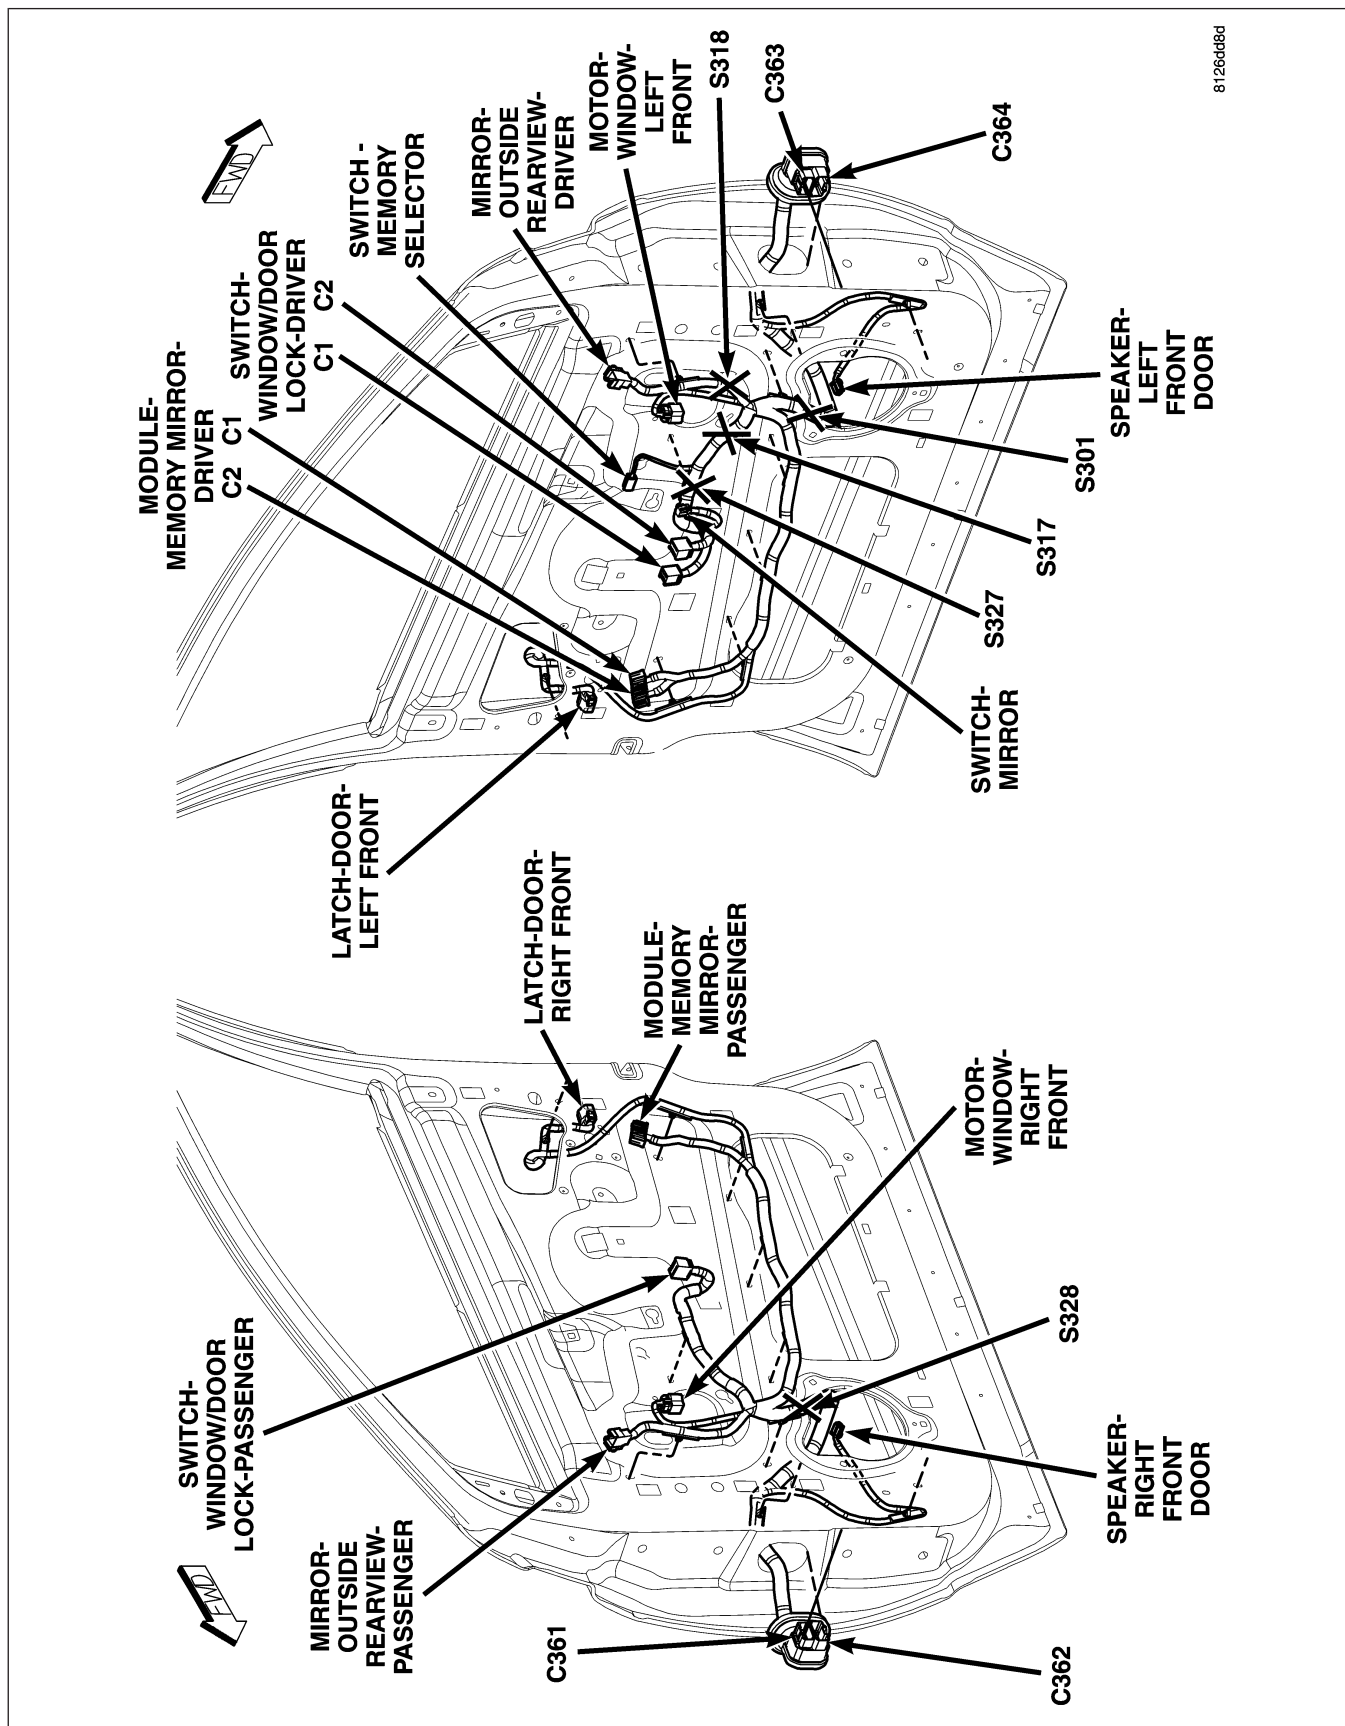 8126dd8d
FWD
MODULE-
MEMORY MIRROR-
DRIVER
C2 C1
SWITCH-
WINDOW/DOOR
LOCK-DRIVER
C1 C2
SWITCH -
MEMORY
SELECTOR
MIRROR-
OUTSIDE
REARVIEW-
DRIVER
MOTOR-
WINDOW-
LEFT
FRONT
S318
C363
C364
SPEAKER-
LEFT
FRONT
DOOR
S301
S317
S327
SWITCH-
MIRROR
LATCH-DOOR-
LEFT FRONT
LATCH-DOOR-
RIGHT FRONT
MODULE-
MEMORY
MIRROR-
PASSENGER
MOTOR-
WINDOW-
RIGHT
FRONT
S328
SPEAKER-
RIGHT
FRONT
DOOR
SWITCH-
WINDOW/DOOR
LOCK-PASSENGER
FWD
MIRROR-
OUTSIDE
REARVIEW-
PASSENGER
C361
C362